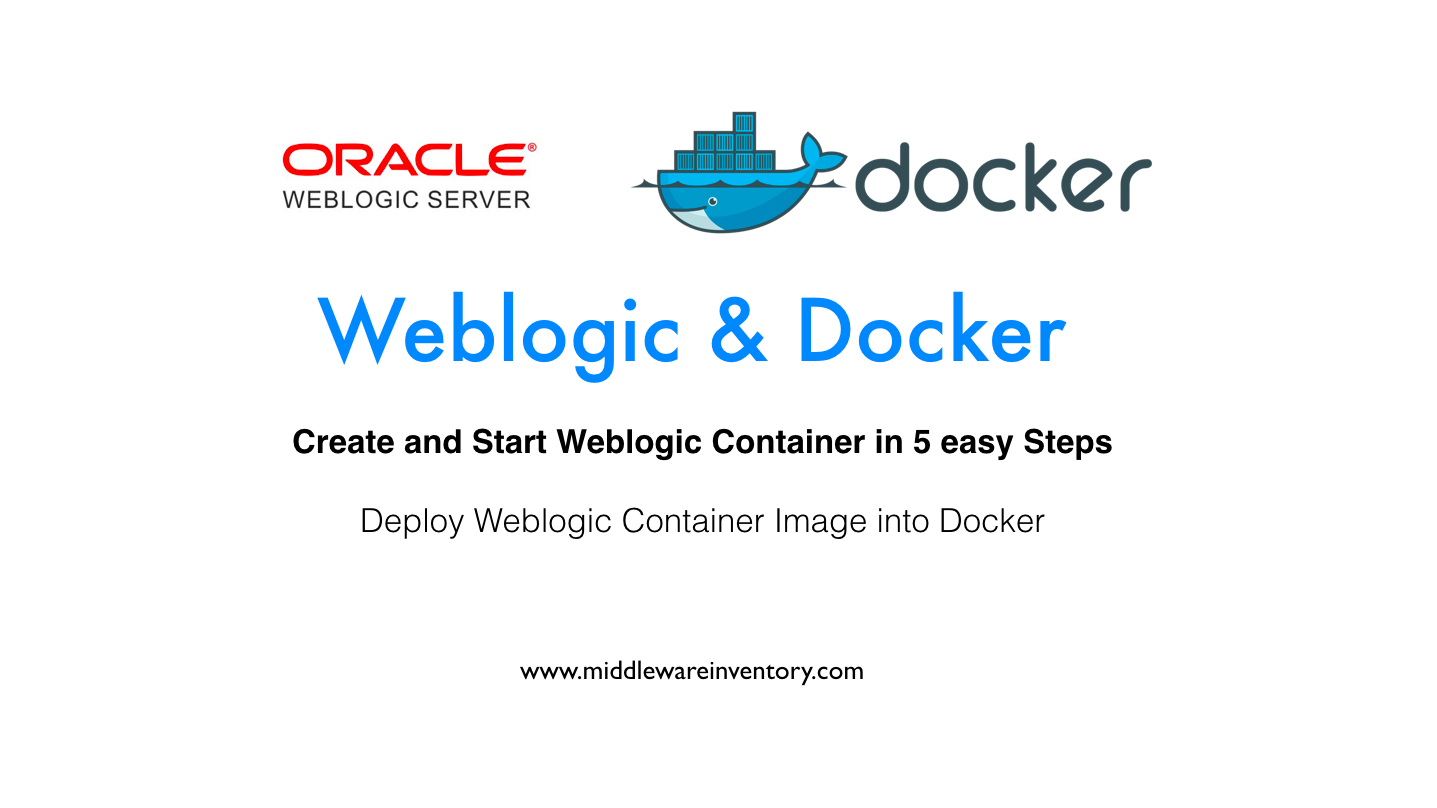 ORACLE®
WEBLOGIC SERVER
docker
Weblogic & Docker
Create and Start Weblogic Container in 5 easy Steps
Deploy Weblogic Container Image into Docker
www.middlewareinventory.com